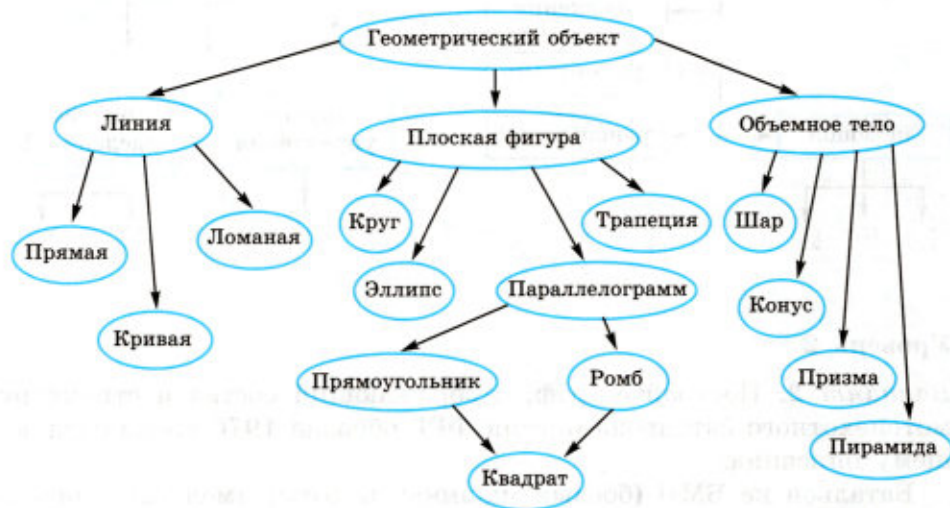 Геометрический объект
Линия
Плоская фигура
Объемное тело
Круг
Трапеция
Шар
Прямая
Ломаная
Эллипс
Параллелограмм
Конус
Кривая
Прямоугольник
Ромб
Призма
Пирамида
Квадрат